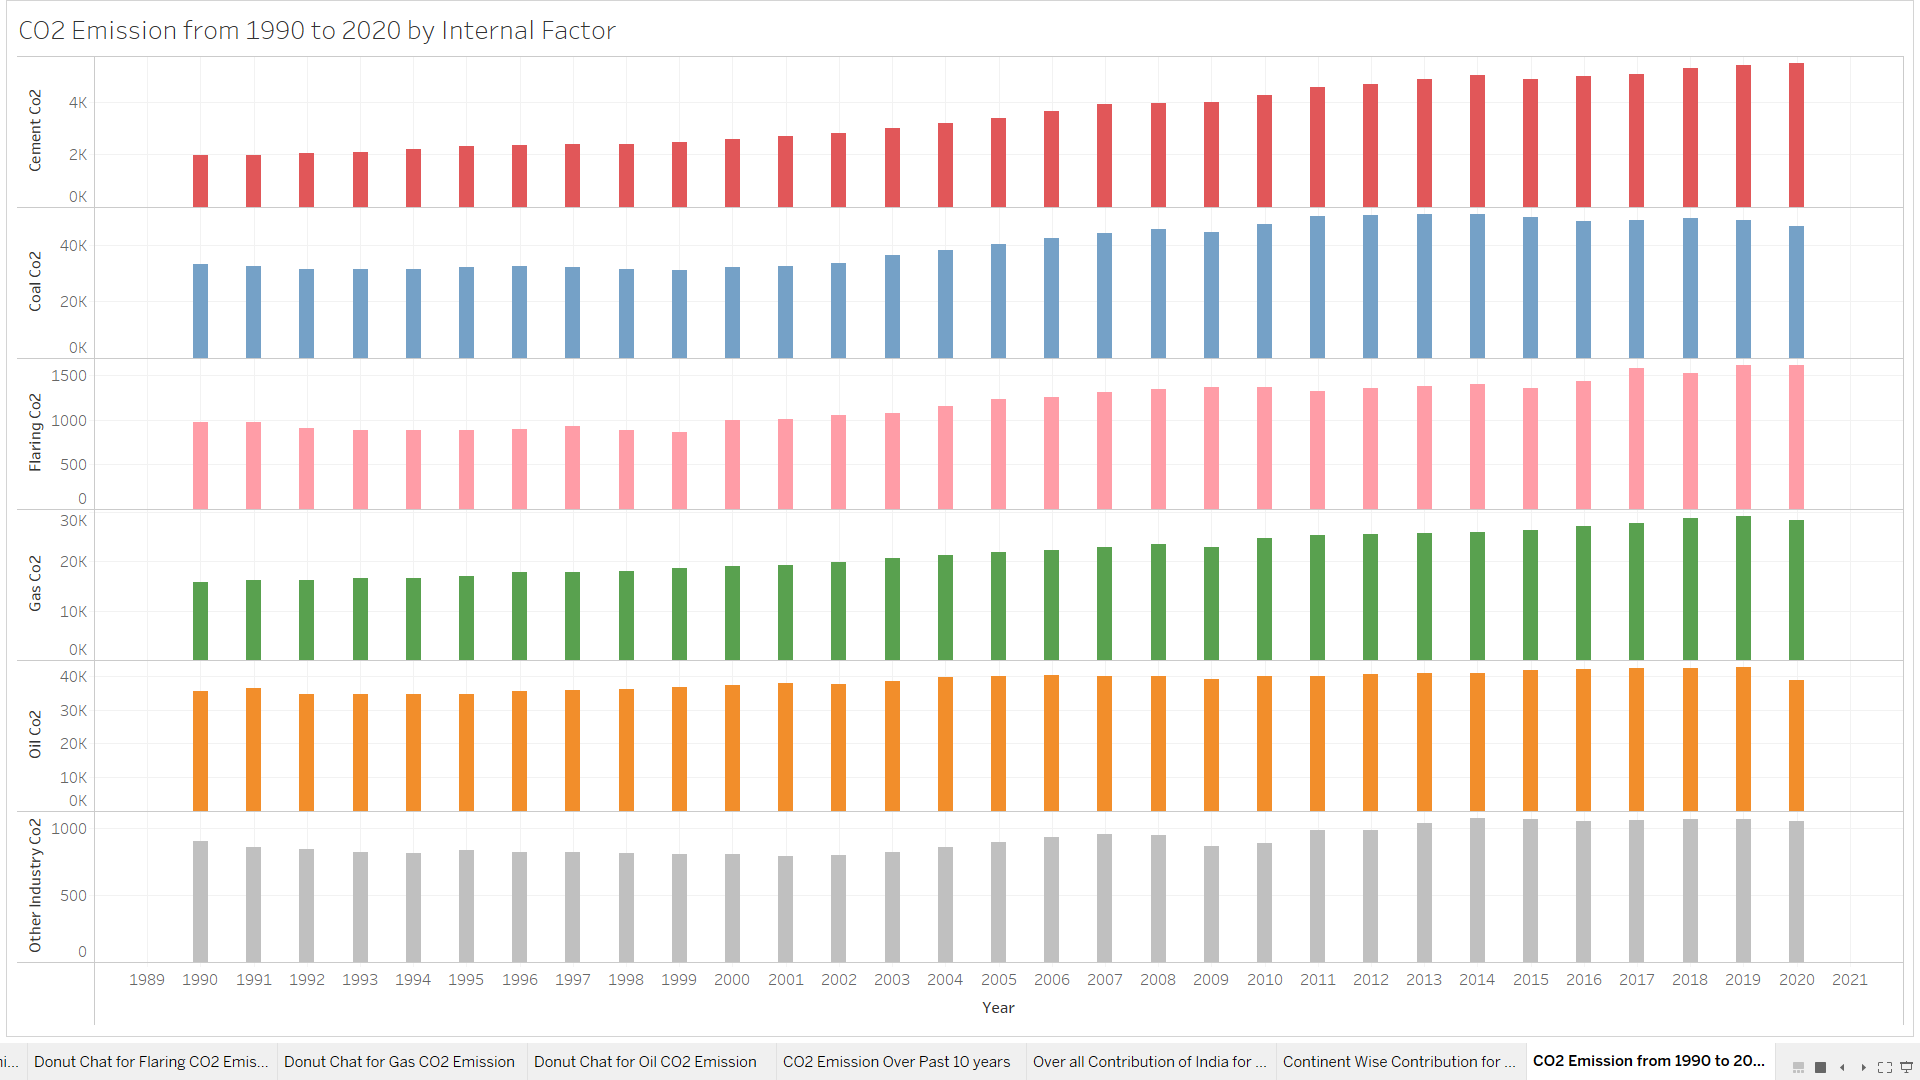 CO2 Emission from 1990 to 2020 by Internal Factor
Cement Co2
4K
2K
0K
Coal Co2
40K
20K
0K
Flaring Co2
1500
1000
500
0
Gas Co2
30K
20K
10K
0K
Oil Co2
40K
30K
20K
10K
0K
Other Industry Co2
1000
500
0
1989 1990 1991 1992 1993 1994 1995 1996 1997 1998 1999 2000 2001 2002 2003 2004 2005 2006 2007 2008 2009 2010 2011 2012 2013 2014 2015 2016 2017 2018 2019 2020 2021
Year
Donut Chat for Flaring CO2 Emis... Donut Chat for Gas CO2 Emission Donut Chat for Oil CO2 Emission CO2 Emission Over Past 10 years Over all Contribution of India for ... Continent Wise Contribution for ... CO2 Emission from 1990 to 20...